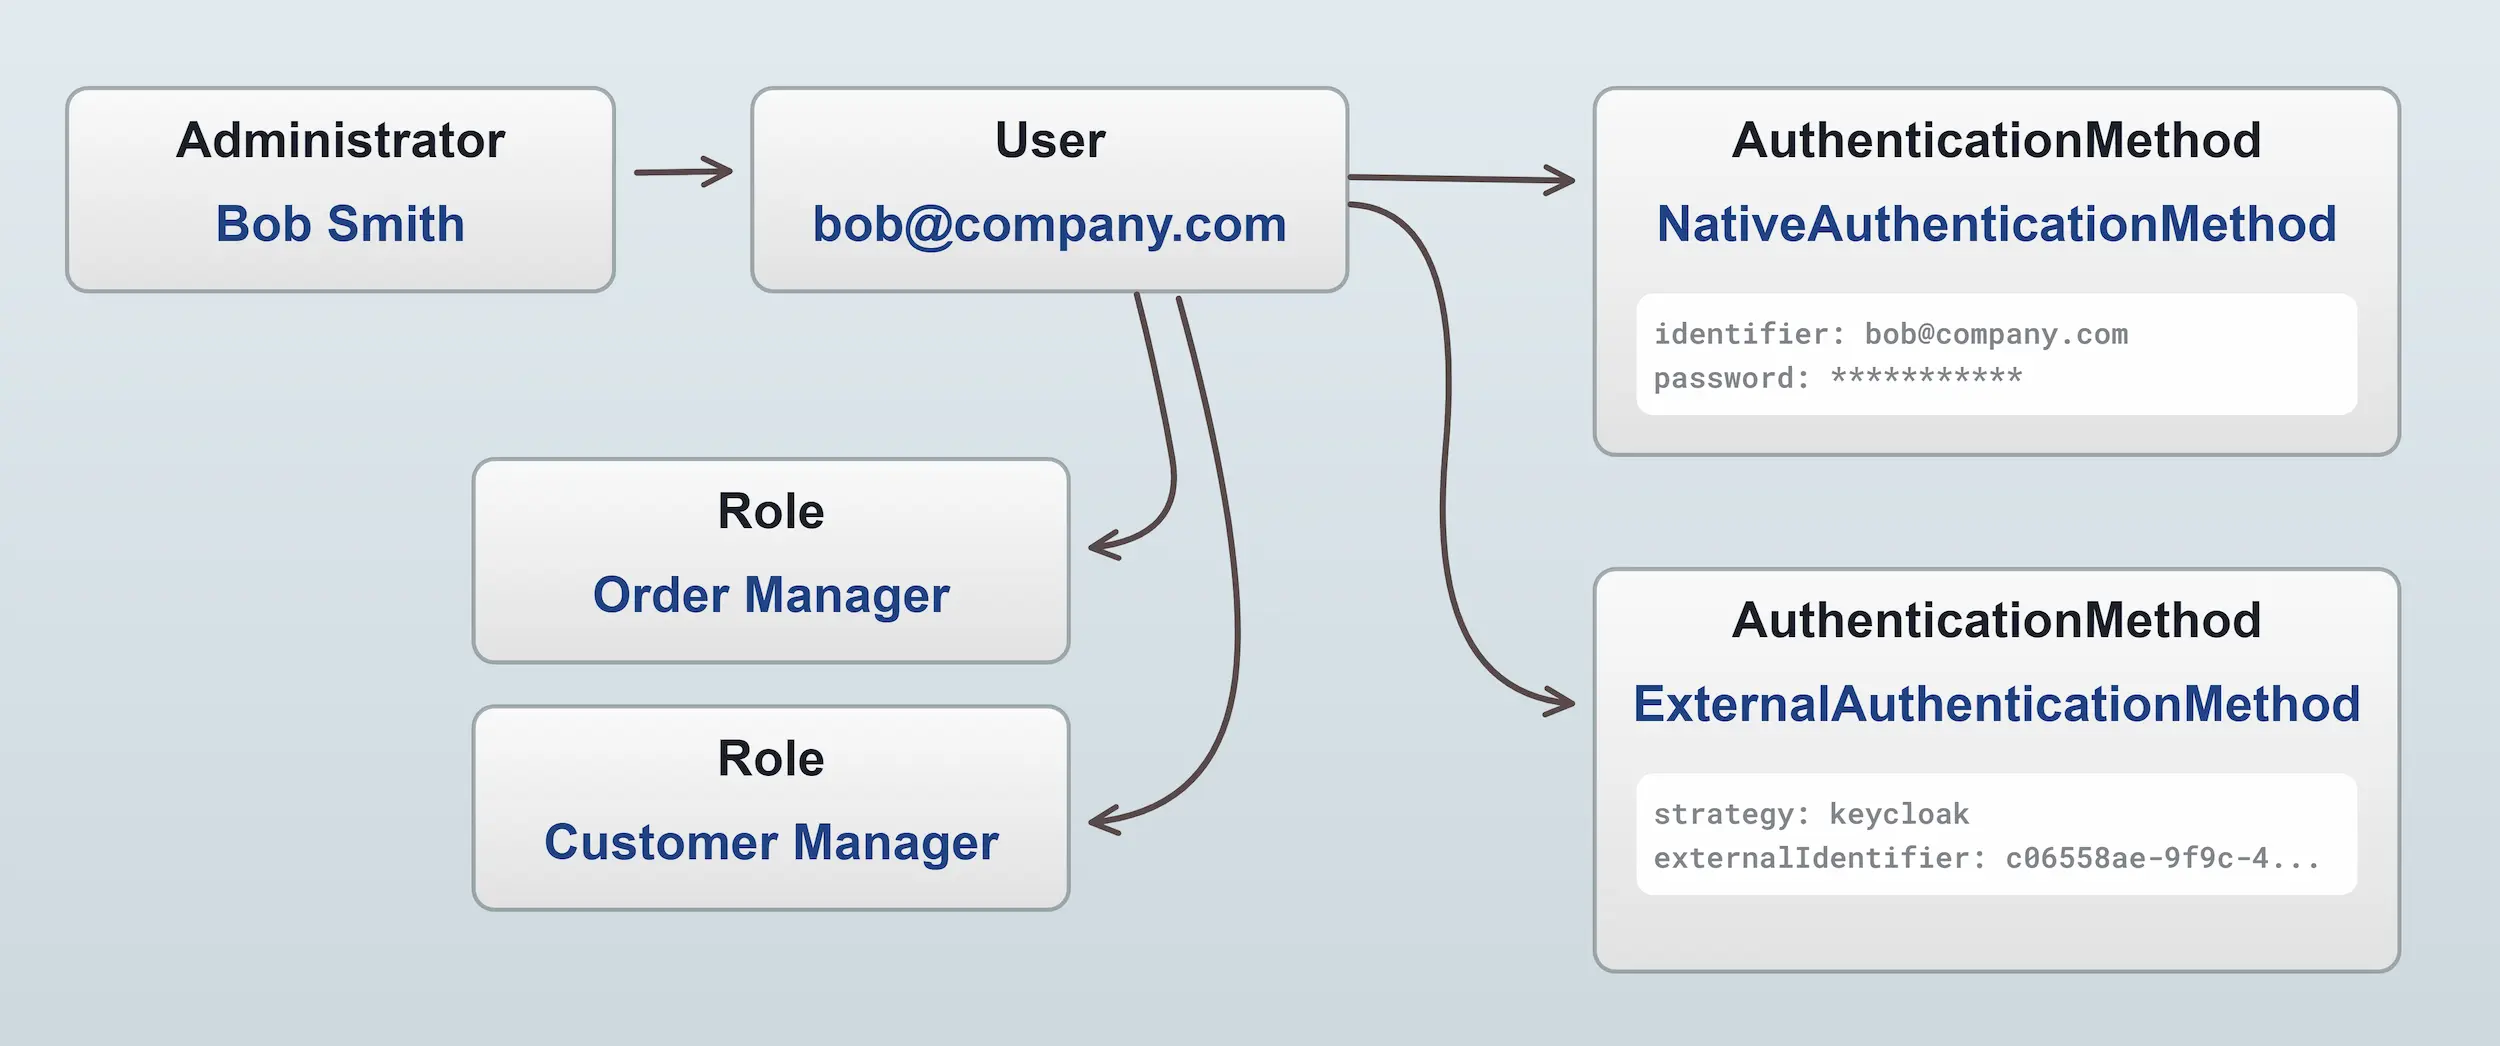 Administrator
Bob Smith
User
bob@company.com
AuthenticationMethod
NativeAuthenticationMethod
identifier: bob@company.com
password: ***********
Role
Order Manager
Role
Customer Manager
AuthenticationMethod
ExternalAuthenticationMethod
strategy: keycloak
externalIdentifier: c06558ae-9f9c-4...